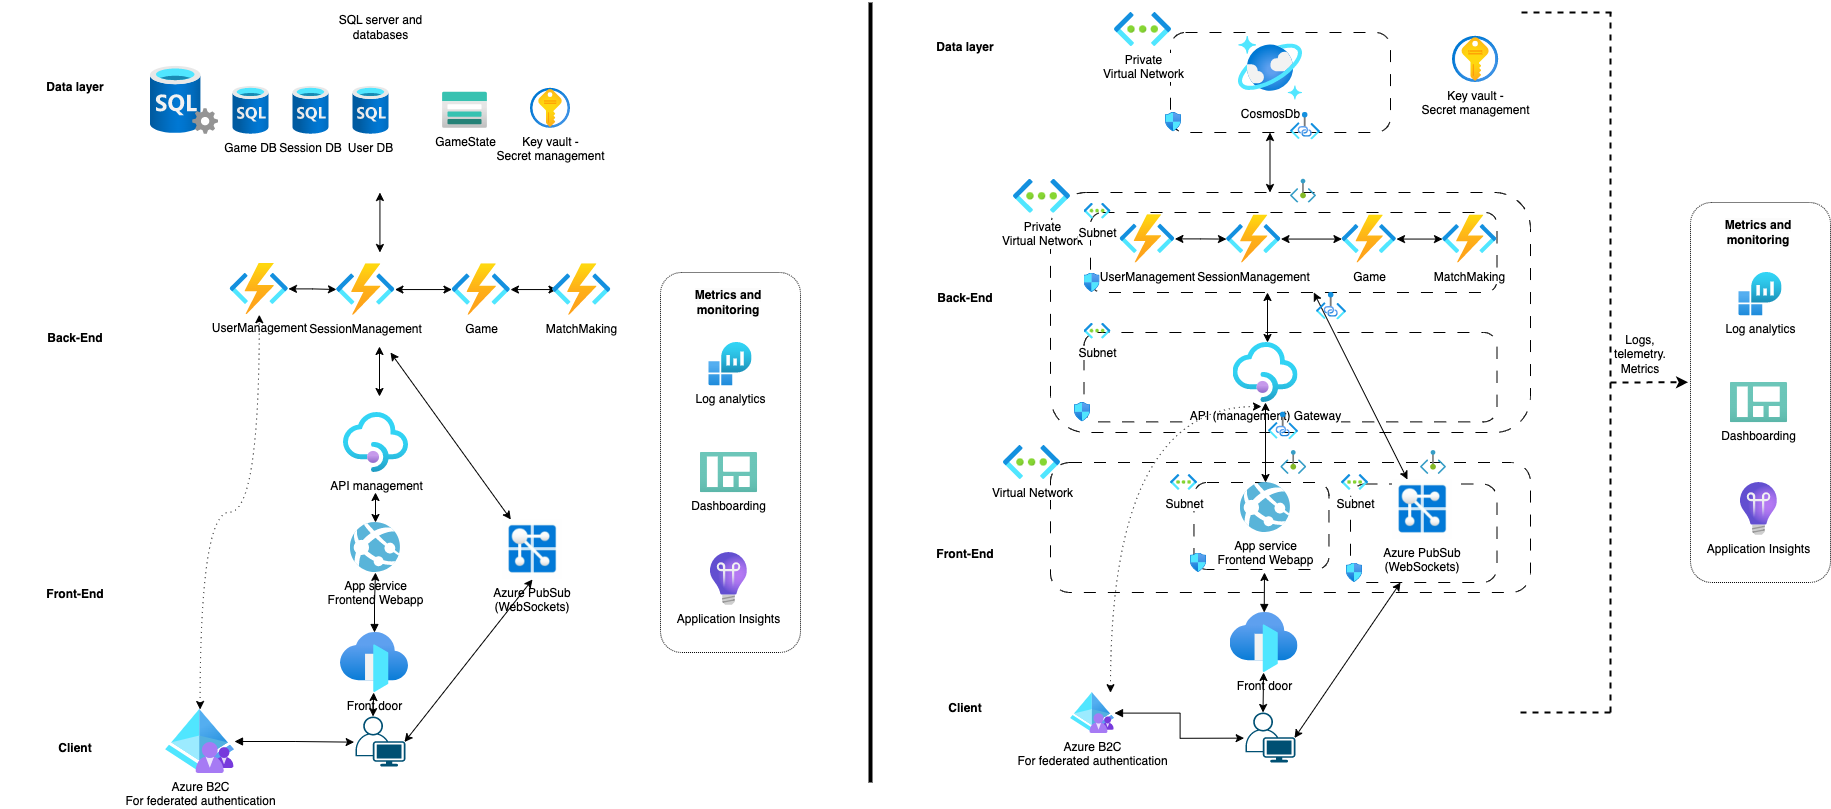 SQL server and
databases
Data layer
SQL
SQL
SQL
SQL
Game DB
Session DB
User DB
GameState
Key vault -
Secret management
UserManagement
SessionManagement
Game
MatchMaking
Back-End
API management
App service
Frontend Webapp
Azure PubSub
(WebSockets)
Front-End
Front door
Client
Azure B2C
For federated authentication
Metrics and
monitoring
Log analytics
Dashboarding
Application Insights
Data layer
Private
Virtual Network
CosmosDb
Key vault -
Secret management
Private
Virtual Network
Subnet
UserManagement
SessionManagement
Game
MatchMaking
Back-End
Subnet
API (management) Gateway
Virtual Network
Subnet
App service
Frontend Webapp
Subnet
Azure PubSub
(WebSockets)
Front-End
Front door
Client
Azure B2C
For federated authentication
Logs,
telemetry.
Metrics
Metrics and
monitoring
Log analytics
Dashboarding
Application Insights